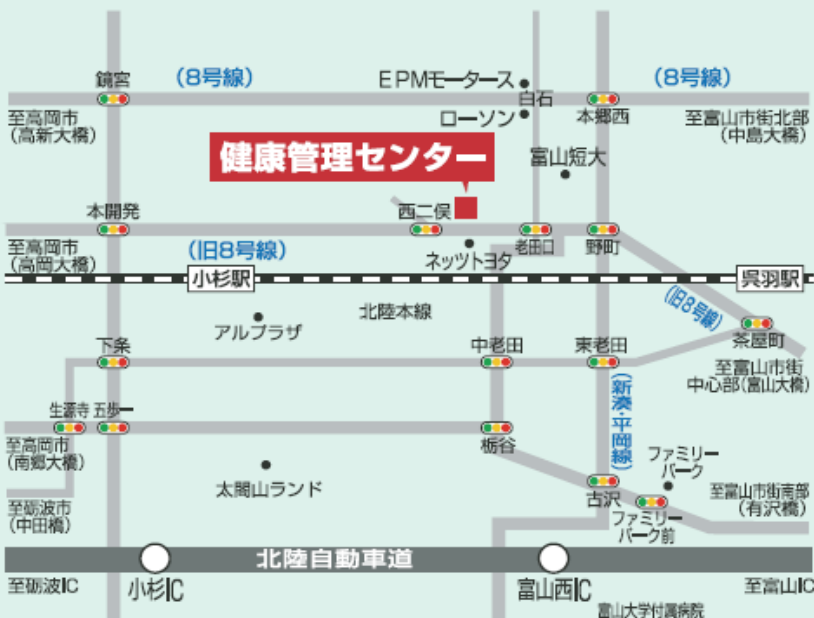 鏡宮
(8号線)
EPMモータース
(8号線)
白石
至高岡市
(高新大橋)
ローソン
本郷西
至富山市街北部
(中島大橋)
健康管理センター
富山短大
本開発
西二俣
至高岡市
(高岡大橋)
(旧8号線)
ネッツトヨタ
老田口
野町
小杉駅
呉羽駅
(旧8号線)
北陸本線
アルプラザ
下条
中老田
東老田
茶屋町
至富山市街
中心部(富山大橋)
(新湊・平岡線)
生源寺
五歩一
至高岡市
(南郷大橋)
栃谷
ファミリー
パーク
太閤山ランド
古沢
至富山市街南部
(有沢橋)
至砺波市
(中田橋)
ファミリー
パーク前
北陸自動車道
至砺波IC
小杉IC
富山西IC
至富山IC
富山大学付属病院